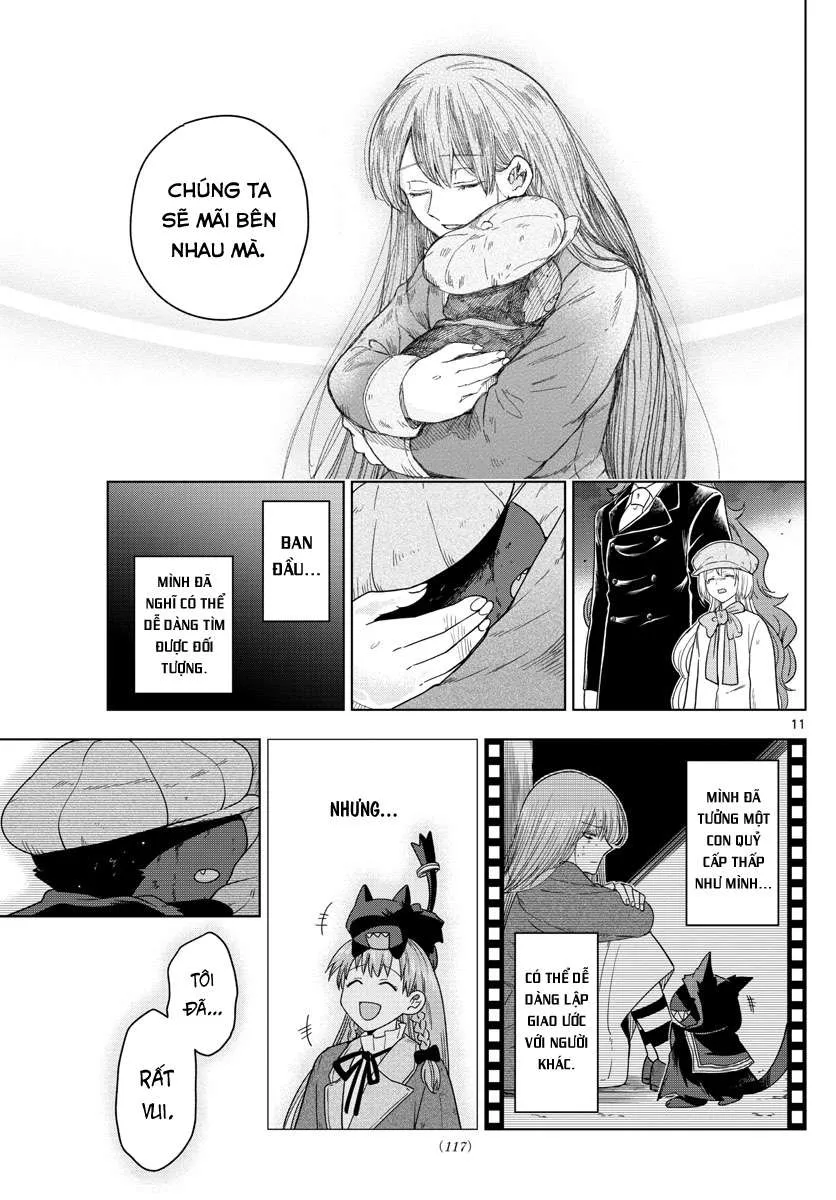 CHÚNG TA
SẼ MÃI BÊN
NHAU MÀ.
BAN
ĐẦU...
MÌNH ĐÃ
NGHĨ CÓ THỂ
DỄ DÀNG TÌM
ĐƯỢC ĐỐI
TƯỢNG.
11
MÌNH ĐÃ
TƯỞNG MỘT
CON QUỶ
CẤP THẤP
NHƯ MÌNH...
CÓ THỂ DỄ
DÀNG LẬP
GIAO ƯỚC
VỚI NGƯỜI
KHÁC.
NHƯNG...
TÔI
ĐÃ...
RẤT
VUI.
(117)